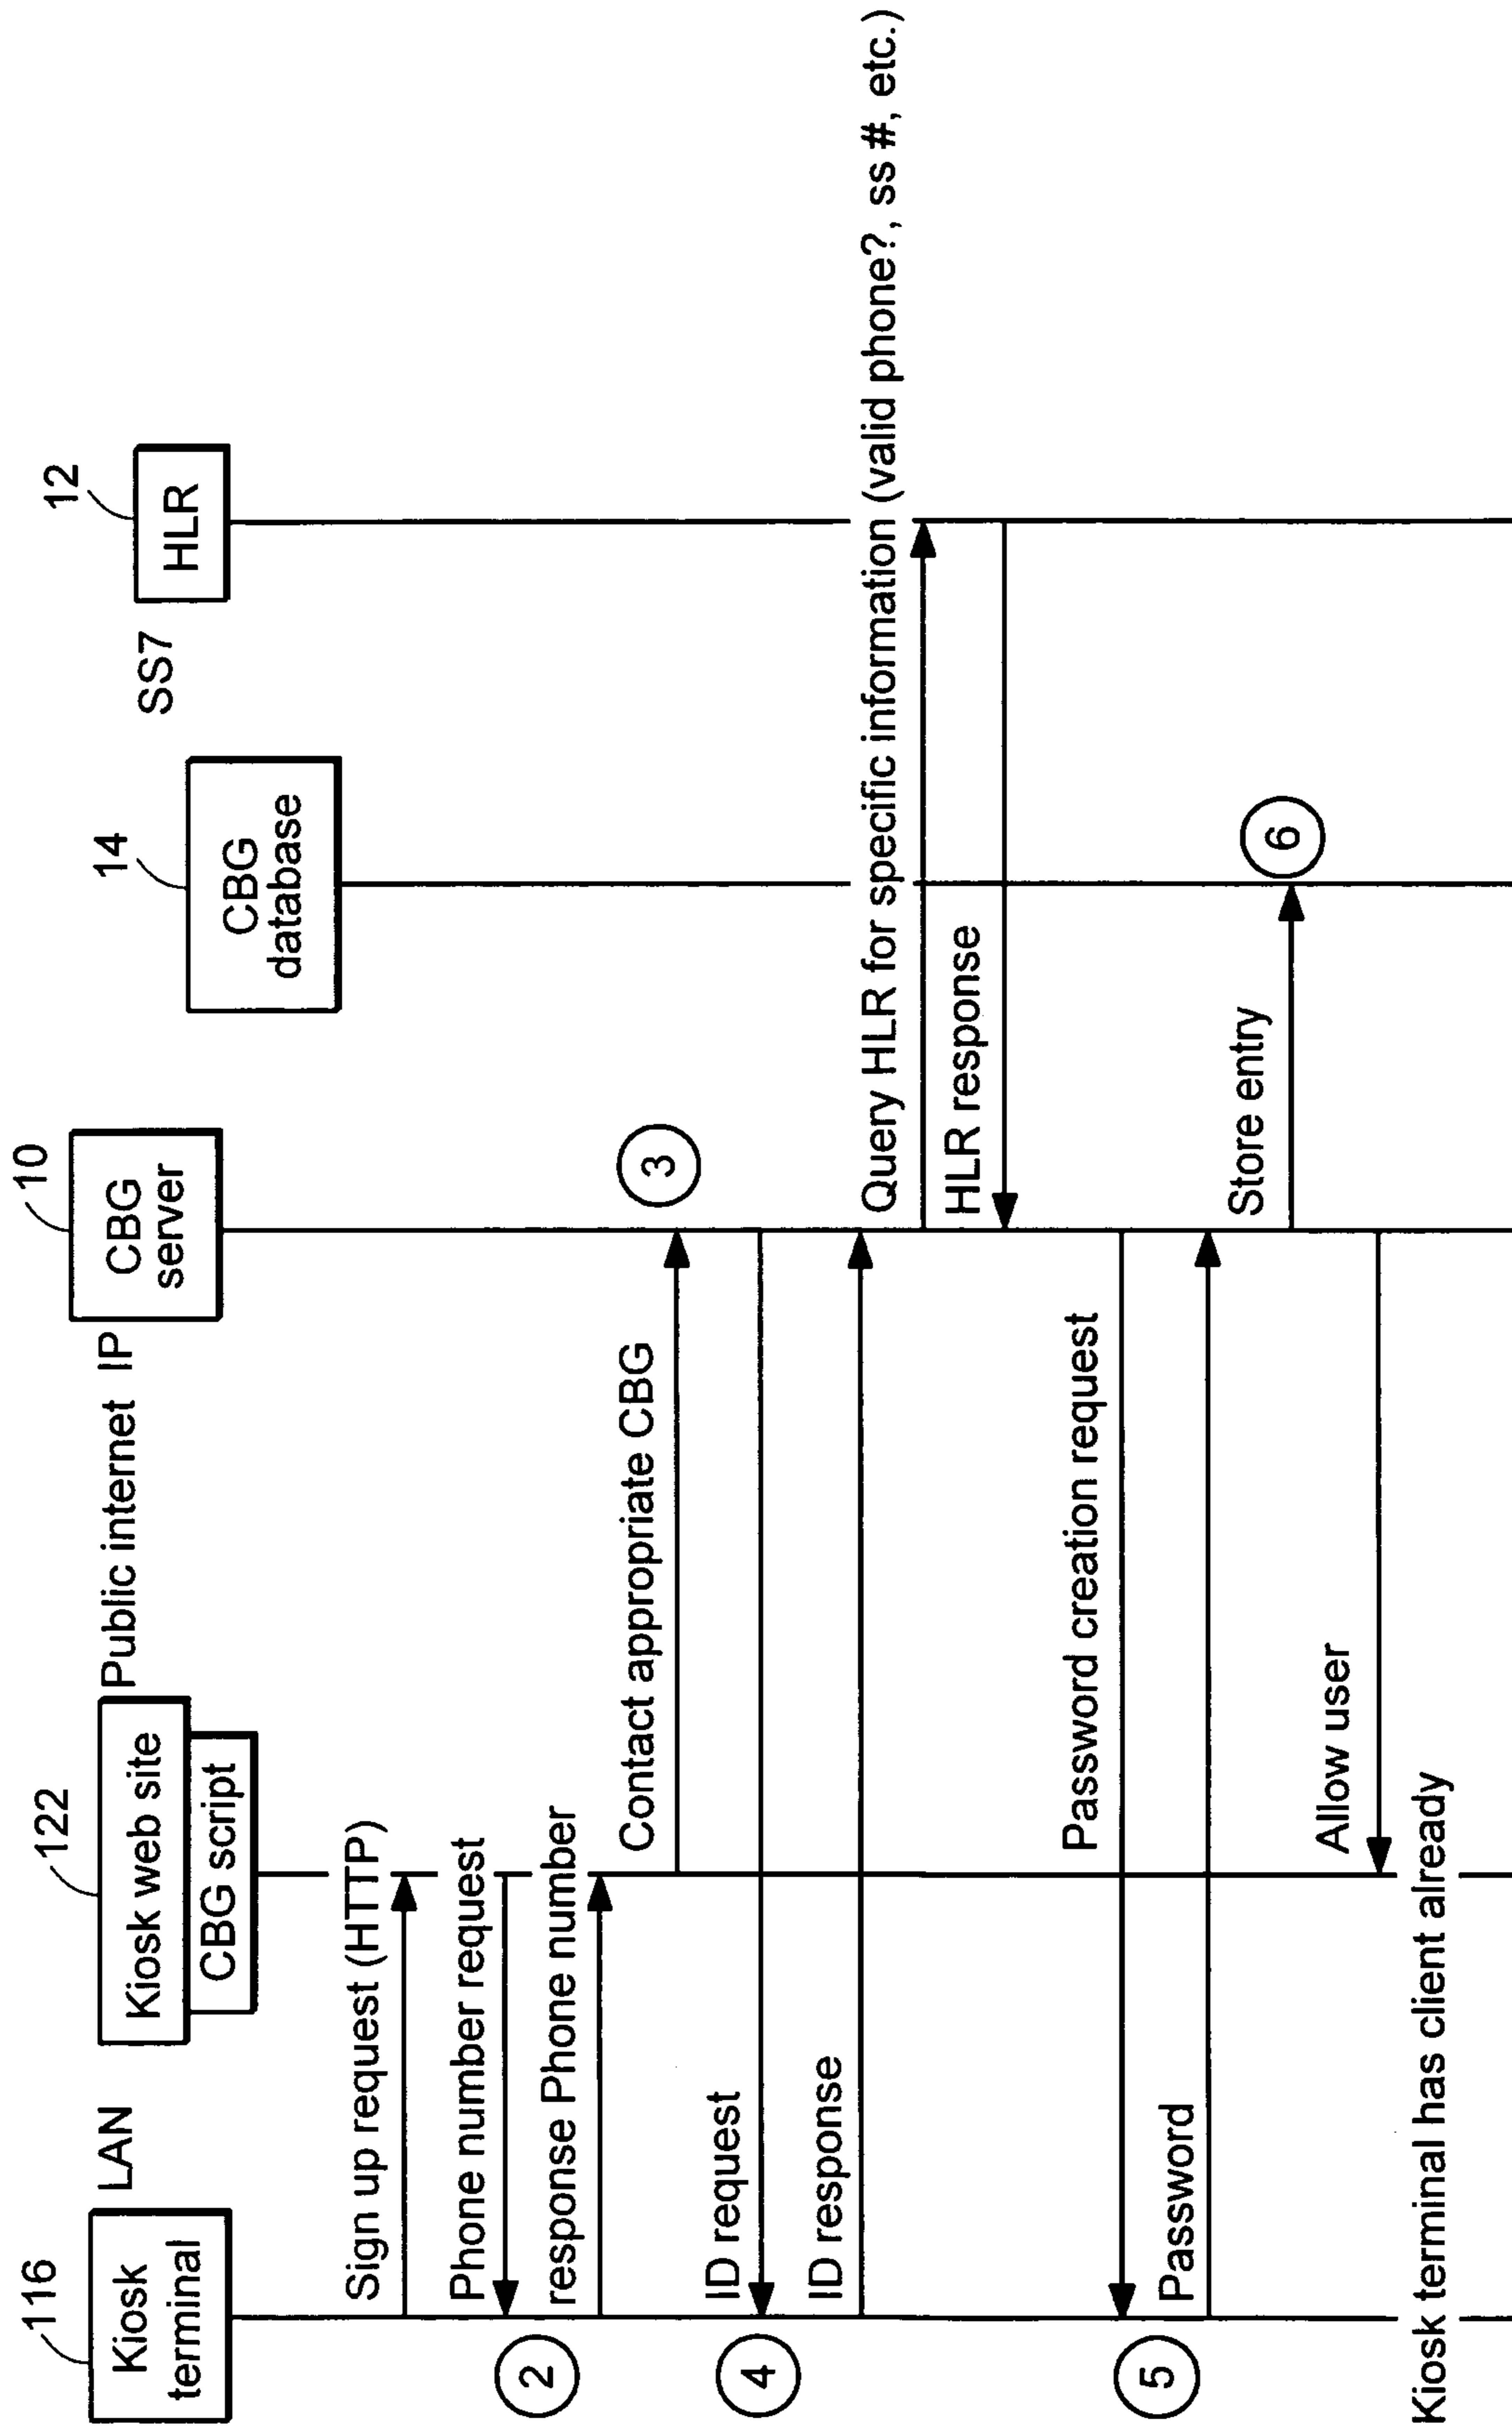 116
Kiosk
terminal
LAN
122
Kiosk web site
CBG script
Public internet IP
10
CBG
server
14
CBG
database
SS7
12
HLR
Sign up request (HTTP)
Phone number request
2
response Phone number
Contact appropriate CBG
3
4
ID request
ID response
Query HLR for specific information (valid phone?, ss #, etc.)
HLR response
Password creation request
5
Password
Store entry
6
Allow user
Kiosk terminal has client already